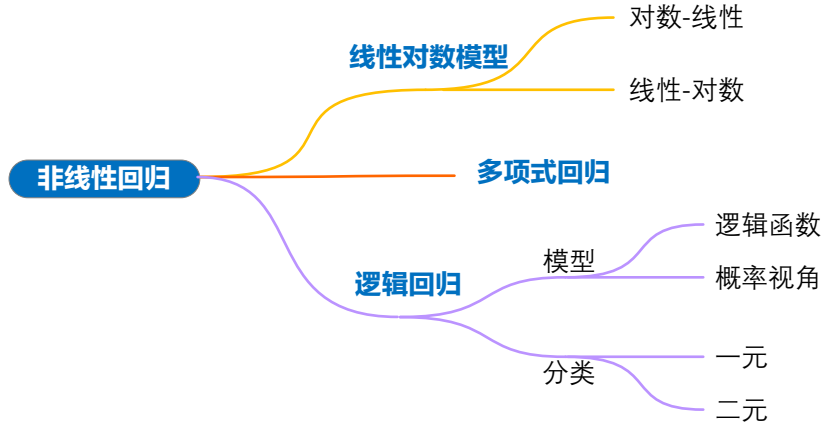 对数-线性
线性对数模型
线性-对数
非线性回归
多项式回归
逻辑函数
模型
逻辑回归
概率视角
一元
分类
二元